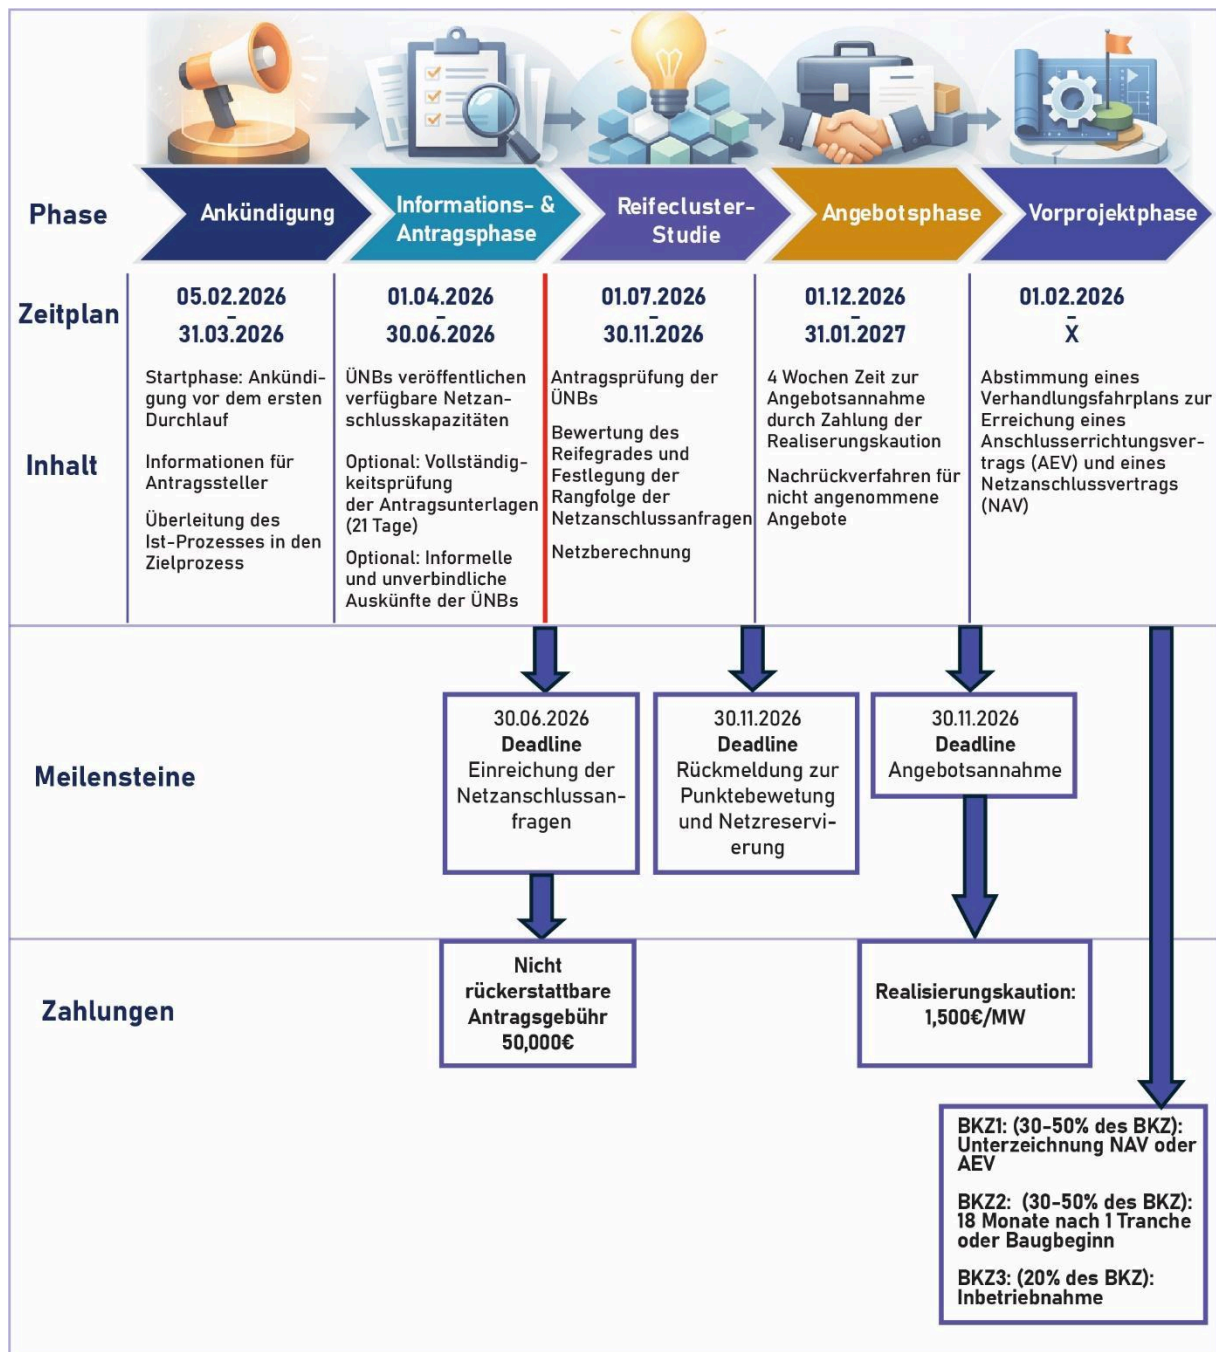 Phase
Ankündigung
Informations- &
Antragsphase
Reifecluster-
Studie
Angebotsphase
Vorprojektphase
Zeitplan
05.02.2026
–
31.03.2026
01.04.2026
–
30.06.2026
01.07.2026
–
30.11.2026
01.12.2026
–
31.01.2027
01.02.2026
–
X
Inhalt
Startphase: Ankündi-
gung vor dem ersten
Durchlauf
Informationen für
Antragssteller
Überleitung des
Ist-Prozesses in den
Zielprozess
ÜNBs veröffentlichen
verfügbare Netzan-
schlusskapazitäten
Optional: Vollständig-
keitsprüfung
der Antragsunterlagen
(21 Tage)
Optional: Informelle
und unverbindliche
Auskünfte der ÜNBs
Antragsprüfung der
ÜNBs
Bewertung des
Reifegrades und
Festlegung der
Rangfolge der
Netzanschlussanfragen
Netzberechnung
4 Wochen Zeit zur
Angebotsannahme
durch Zahlung der
Realiserungskaution
Nachrückverfahren für
nicht angenommene
Angebote
Abstimmung eines
Verhandlungsfahrplans zur
Erreichung eines
Anschlusserrichtungsver-
trags (AEV) und eines
Netzanschlussvertrags
(NAV)
Meilensteine
30.06.2026
Deadline
Einreichung der
Netzanschlussan-
fragen
30.11.2026
Deadline
Rückmeldung zur
Punktebewetung
und Netzreservi-
erung
30.11.2026
Deadline
Angebotsannahme
Zahlungen
Nicht
rückerstattbare
Antragsgebühr
50,000€
Realisierungskaution:
1,500€/MW
BKZ1: (30-50% des BKZ):
Unterzeichnung NAV oder
AEV
BKZ2: (30-50% des BKZ):
18 Monate nach 1 Tranche
oder Baugbeginn
BKZ3: (20% des BKZ):
Inbetriebnahme